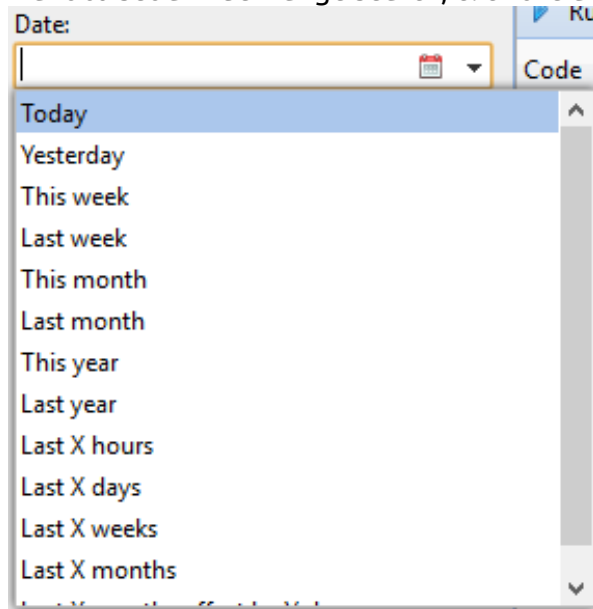 Date:
Ru
Code
Today
Yesterday
This week
Last week
This month
Last month
This year
Last year
Last X hours
Last X days
Last X weeks
Last X months